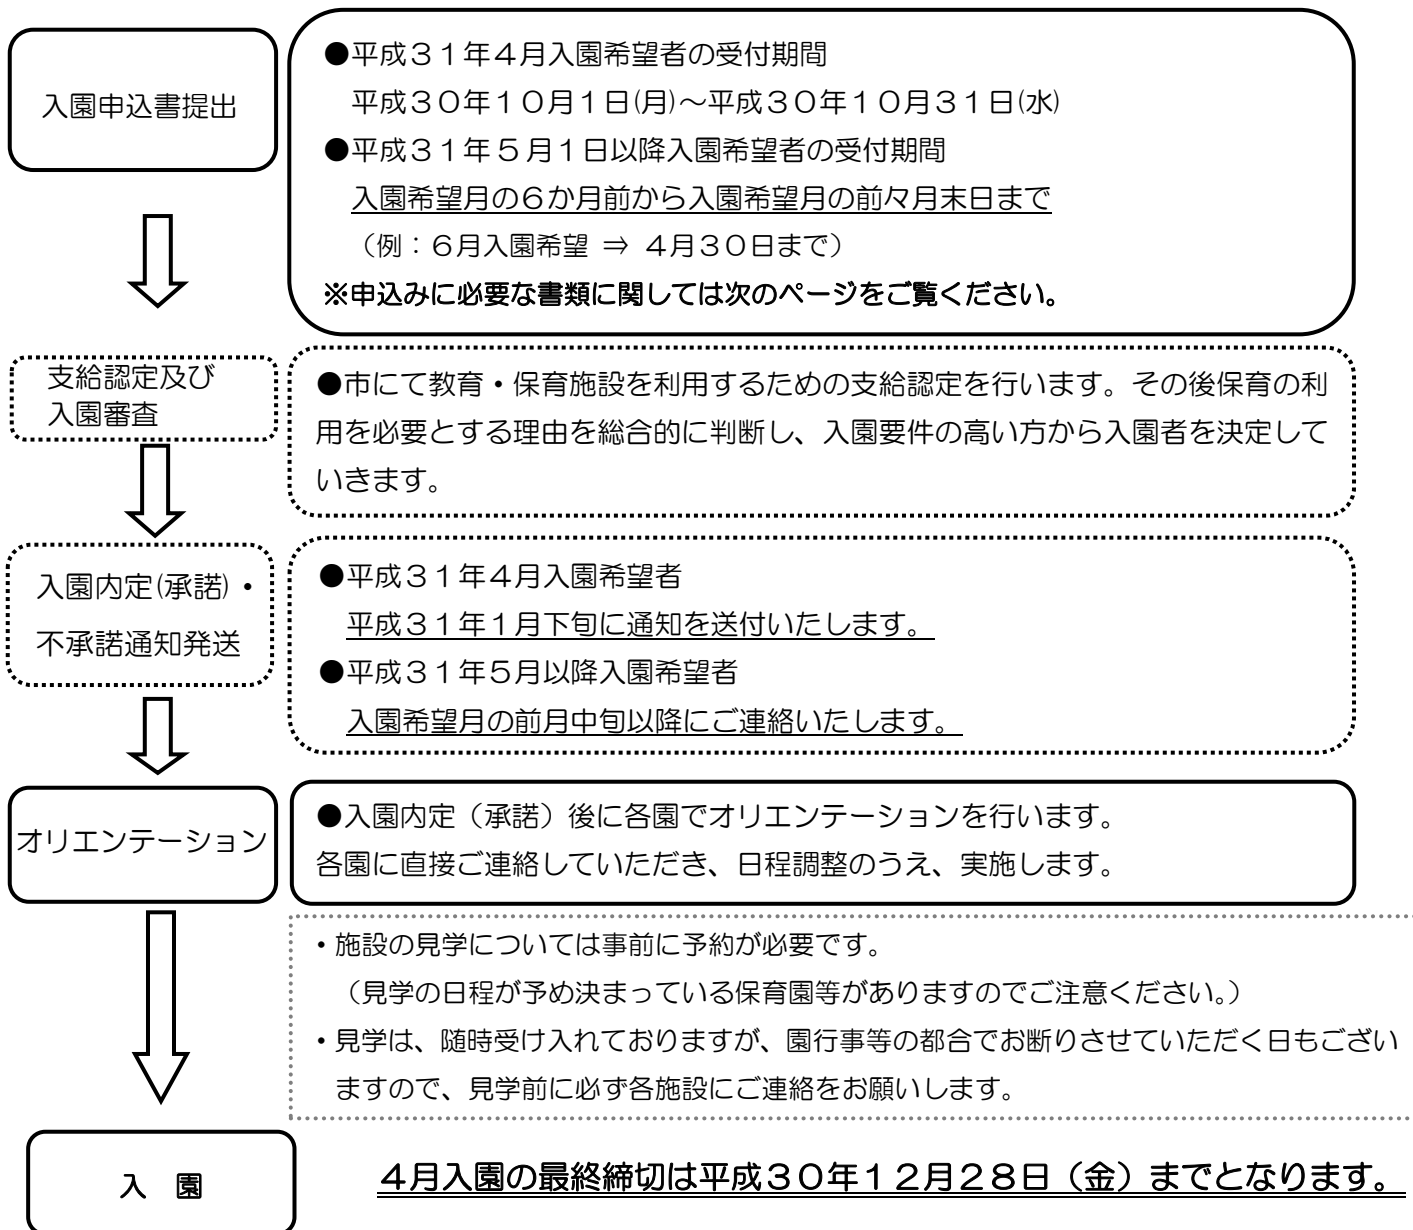 入園申込書提出
●平成３１年４月入園希望者の受付期間
平成３０年１０月１日(月)～平成３０年１０月３１日(水)
●平成３１年５月１日以降入園希望者の受付期間
入園希望月の６か月前から入園希望月の前々月末日まで
（例：６月入園希望 ⇒ ４月３０日まで）
※申込みに必要な書類に関しては次のページをご覧ください。
支給認定及び
入園審査
●市にて教育・保育施設を利用するための支給認定を行います。その後保育の利
用を必要とする理由を総合的に判断し、入園要件の高い方から入園者を決定して
いきます。
入園内定(承諾)・
不承諾通知発送
●平成３１年４月入園希望者
平成３１年１月下旬に通知を送付いたします。
●平成３１年５月以降入園希望者
入園希望月の前月中旬以降にご連絡いたします。
オリエンテーション
●入園内定（承諾）後に各園でオリエンテーションを行います。
各園に直接ご連絡していただき、日程調整のうえ、実施します。
・施設の見学については事前に予約が必要です。
（見学の日程が予め決まっている保育園等がありますのでご注意ください。）
・見学は、随時受け入れておりますが、園行事等の都合でお断りさせていただく日もござい
ますので、見学前に必ず各施設にご連絡をお願いします。
入　園
４月入園の最終締切は平成３０年１２月２８日（金）までとなります。